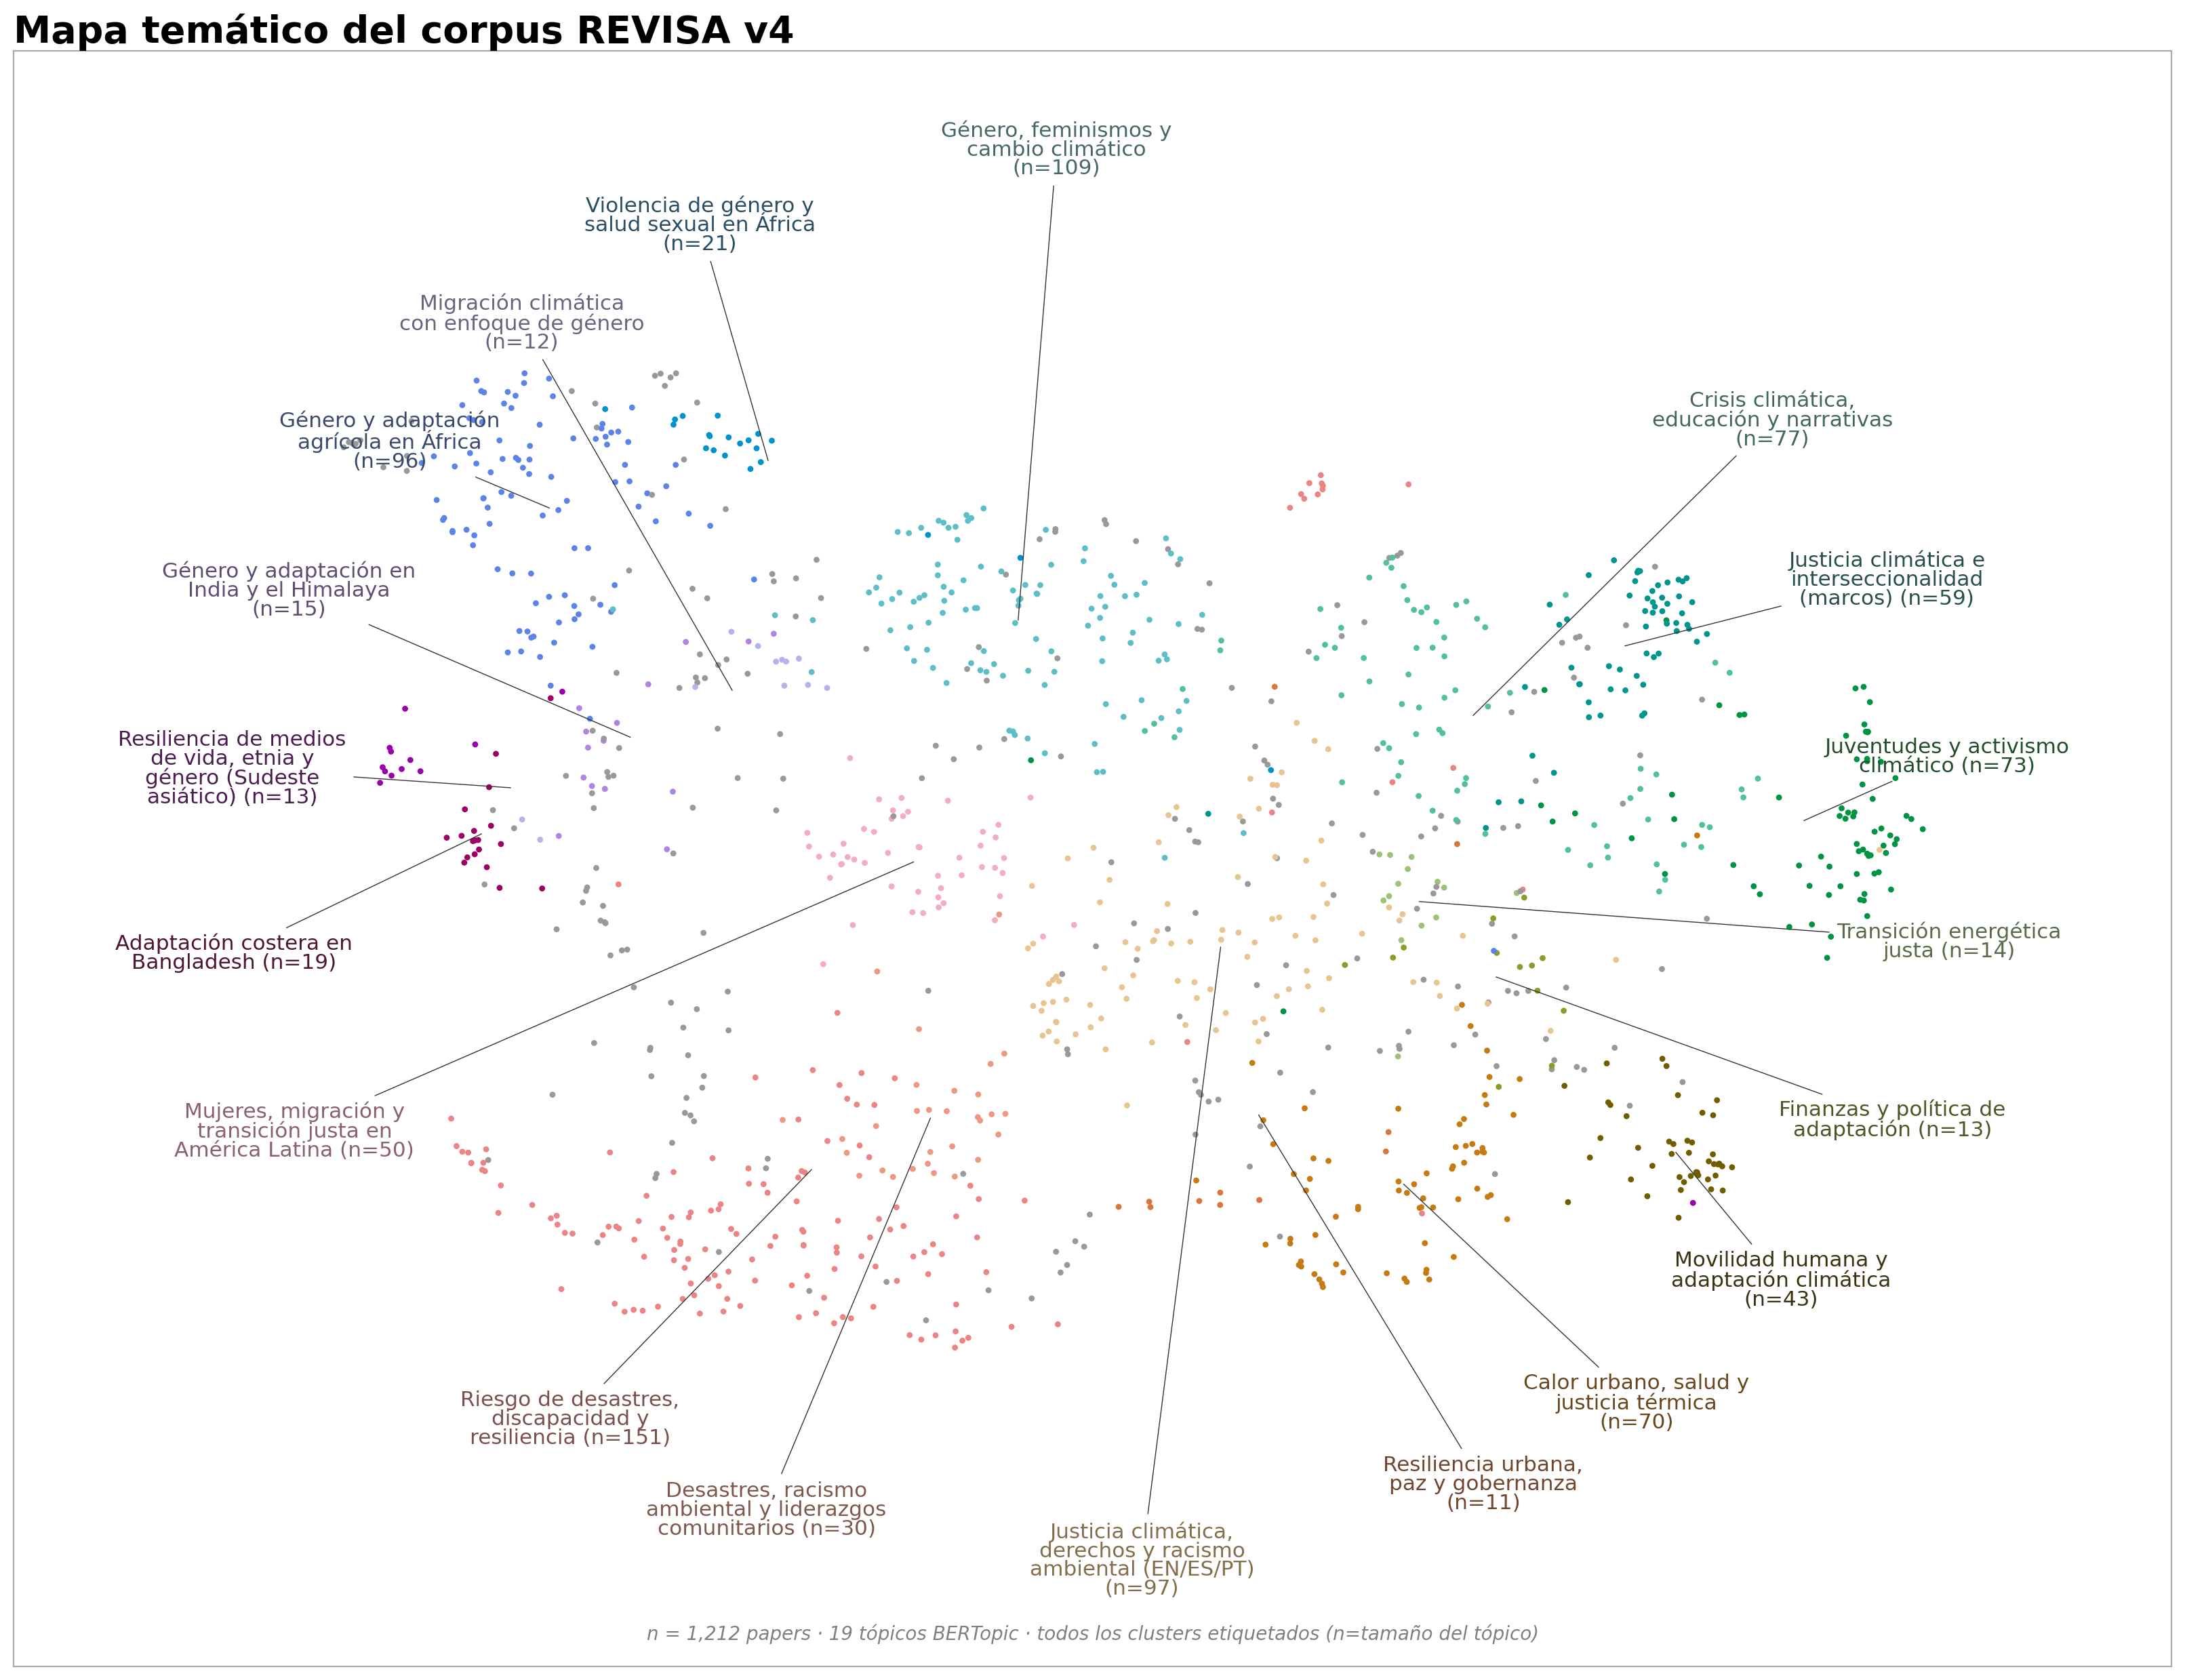 Mapa temático del corpus REVISA v4
Género, feminismos y
cambio climático
(n=109)
Violencia de género y
salud sexual en África
(n=21)
Migración climática
con enfoque de género
(n=12)
Género y adaptación
agrícola en África
(n=96)
Crisis climática,
educación y narrativas
(n=77)
Género y adaptación en
India y el Himalaya
(n=15)
Justicia climática e
interseccionalidad
(marcos) (n=59)
Resiliencia de medios
de vida, etnia y
género (Sudeste
asiático) (n=13)
Juventudes y activismo
climático (n=73)
Adaptación costera en
Bangladesh (n=19)
Transición energética
justa (n=14)
Mujeres, migración y
transición justa en
América Latina (n=50)
Finanzas y política de
adaptación (n=13)
Movilidad humana y
adaptación climática
(n=43)
Riesgo de desastres,
discapacidad y
resiliencia (n=151)
Calor urbano, salud y
justicia térmica
(n=70)
Resiliencia urbana,
paz y gobernanza
(n=11)
Desastres, racismo
ambiental y liderazgos
comunitarios (n=30)
Justicia climática,
derechos y racismo
ambiental (EN/ES/PT)
(n=97)
n = 1,212 papers · 19 tópicos BERTopic · todos los clusters etiquetados (n=tamaño del tópico)